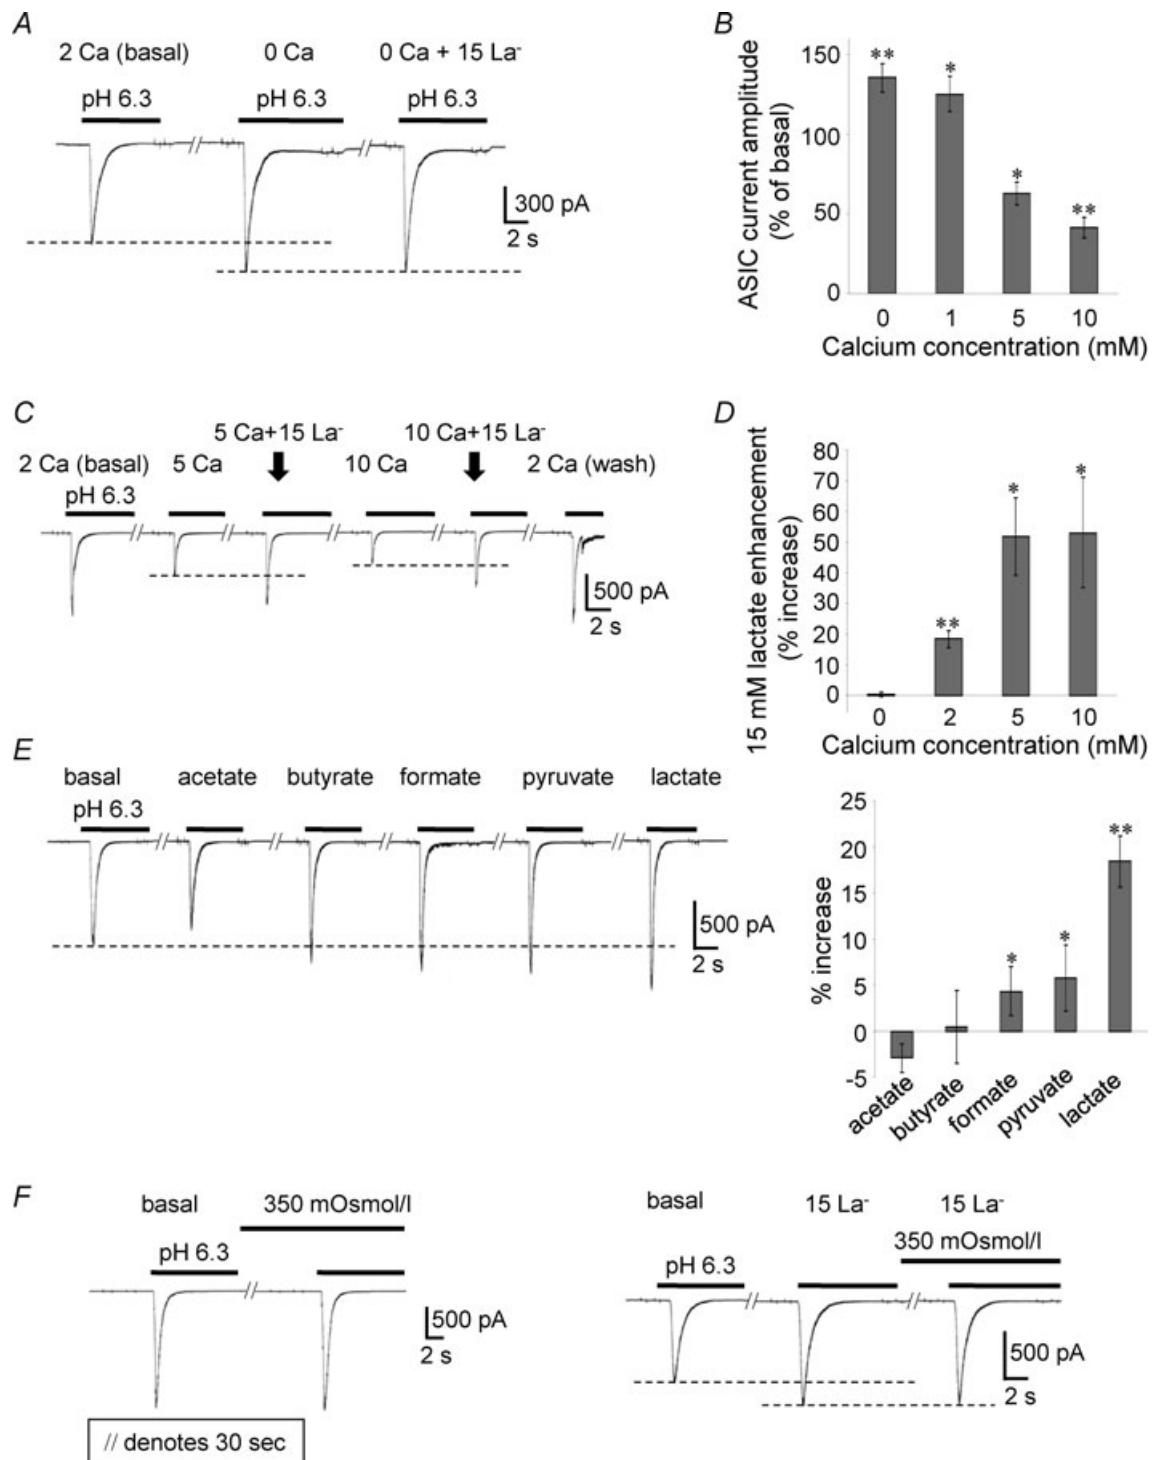 A
2 Ca (basal) 0 Ca 0 Ca + 15 La-
pH 6.3 pH 6.3 pH 6.3
300 pA
2 s
B
ASIC current amplitude
(% of basal)
150
100
50
0
** * * **
0 1 5 10
Calcium concentration (mM)
C
5 Ca+15 La- 10 Ca+15 La-
2 Ca (basal) 5 Ca 10 Ca 2 Ca (wash)
pH 6.3
500 pA
2 s
D
15 mM lactate enhancement
(% increase)
80
70
60
50
40
30
20
10
0
** * *
0 2 5 10
Calcium concentration (mM)
E
basal acetate butyrate formate pyruvate lactate
pH 6.3
500 pA
2 s
% increase
25
20
15
10
5
0
-5
* * **
acetate butyrate formate pyruvate lactate
F
basal 350 mOsmol/l
pH 6.3
500 pA
2 s
// denotes 30 sec
basal 15 La- 15 La-
350 mOsmol/l
pH 6.3
500 pA
2 s